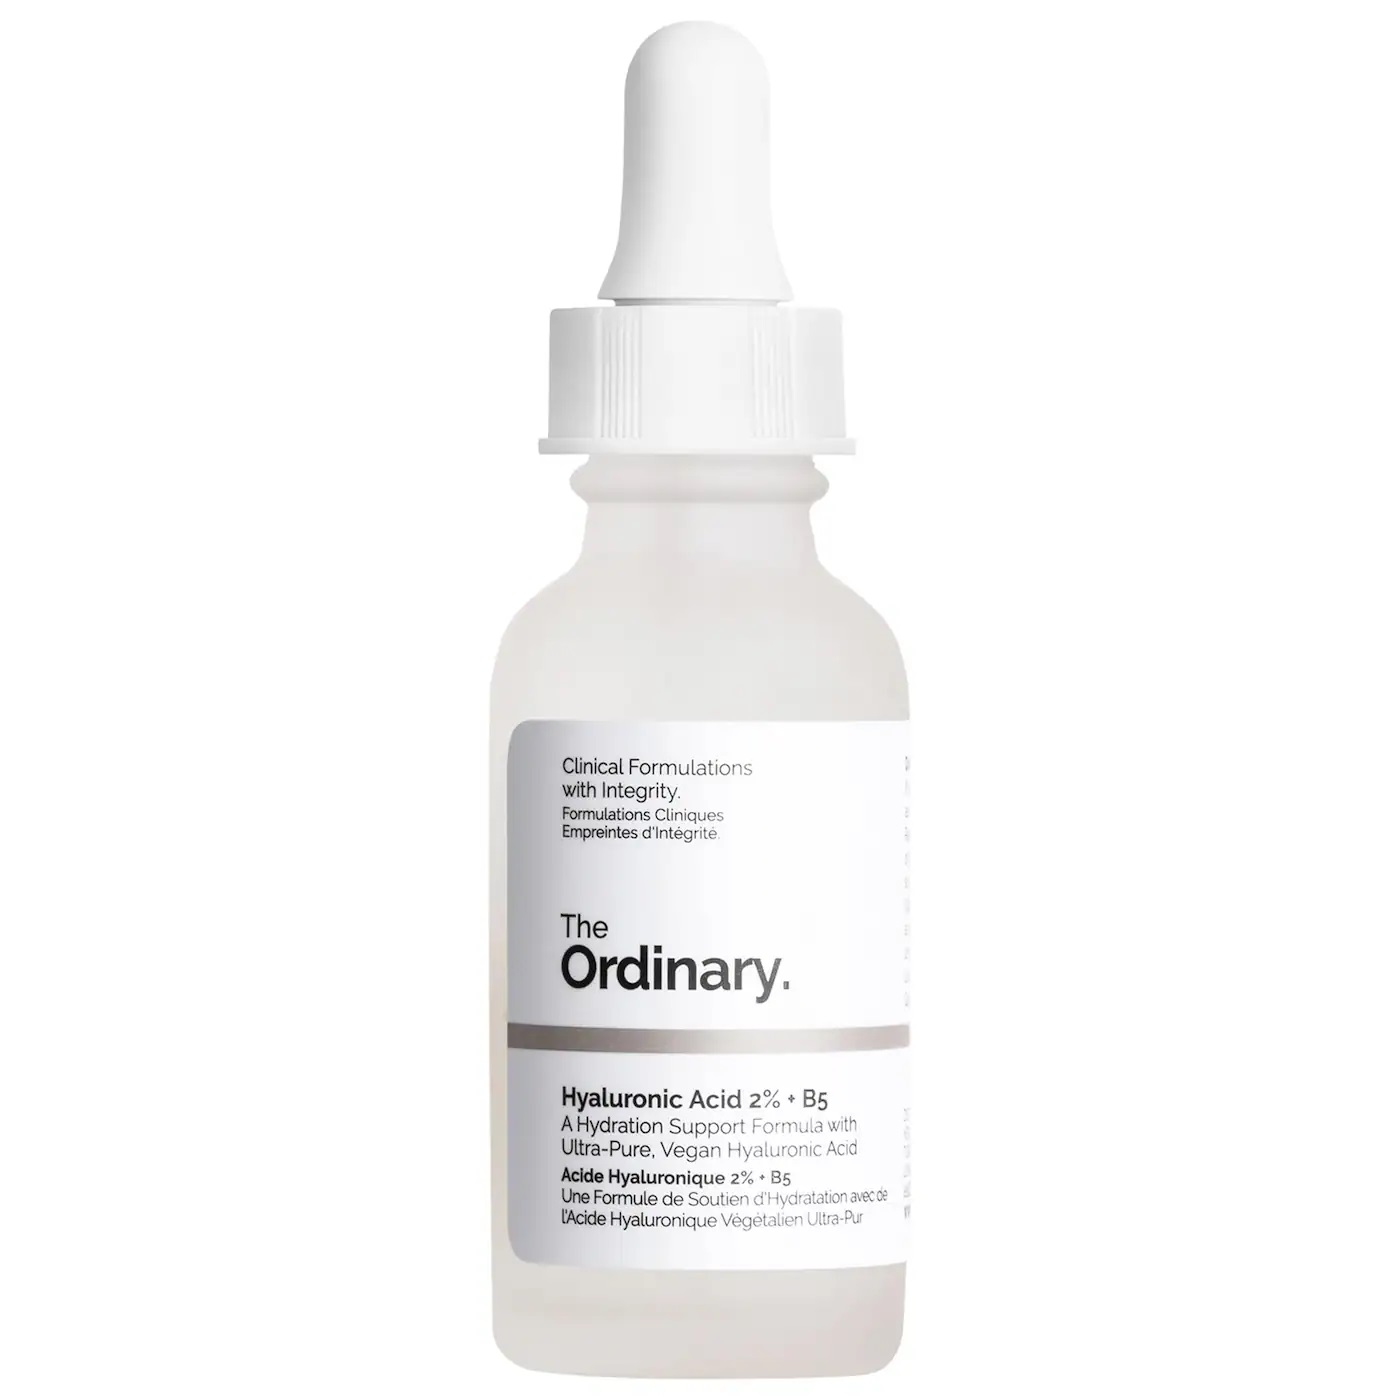 Clinical Formulations
with Integrity.
Formulations Cliniques
Empreintes d'Intégrité.
The
Ordinary.
Hyaluronic Acid 2% + B5
A Hydration Support Formula with
Ultra-Pure, Vegan Hyaluronic Acid
Acide Hyaluronique 2% + B5
Une Formule de Soutien d'Hydratation avec de
l'Acide Hyaluronique Végétalien Ultra-Pur